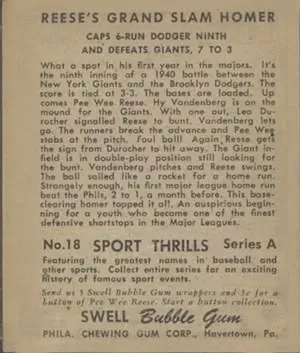 REESE'S GRAND SLAM HOMER
CAPS 6-RUN DODGER NINTH
AND DEFEATS GIANTS, 7 TO 3
What a spot in his first year in the majors. It's
the ninth inning of a 1940 battle between the
New York Giants and the Brooklyn Dodgers. The
score is tied at 3-3. The bases are loaded. Up
comes Pee Wee Reese. Hy Vandenberg is on the
mound for the Giants. With one out, Leo Du-
rocher signalled Reese to bunt. Vandenberg lets
go. The runners break the advance and Pee Wee
stabs at the pitch. Foul ball! Again Reese gets
the sign from Durocher to hit away. The Giant in-
field is in double-play position still looking for
the bunt. Vandenberg pitches and Reese swings.
The ball sailed like a rocket for a home run.
Strangely enough, his first major league home run
beat the Phils, 2 to 1, a month before. This base-
clearing homer topped it all. An auspicious begin-
ning for a youth who became one of the finest
defensive shortstops in the Major Leagues.
No. 18 SPORT THRILLS Series A
Featuring the greatest names in baseball and
other sports. Collect entire series for an exciting
history of famous sport events.
Send us 5 Swell Bubble Gum wrappers and 5c for a
button of Pee Wee Reese. Start a button collection.
SWELL Bubble Gum
PHILA. CHEWING GUM CORP., Havertown, Pa.